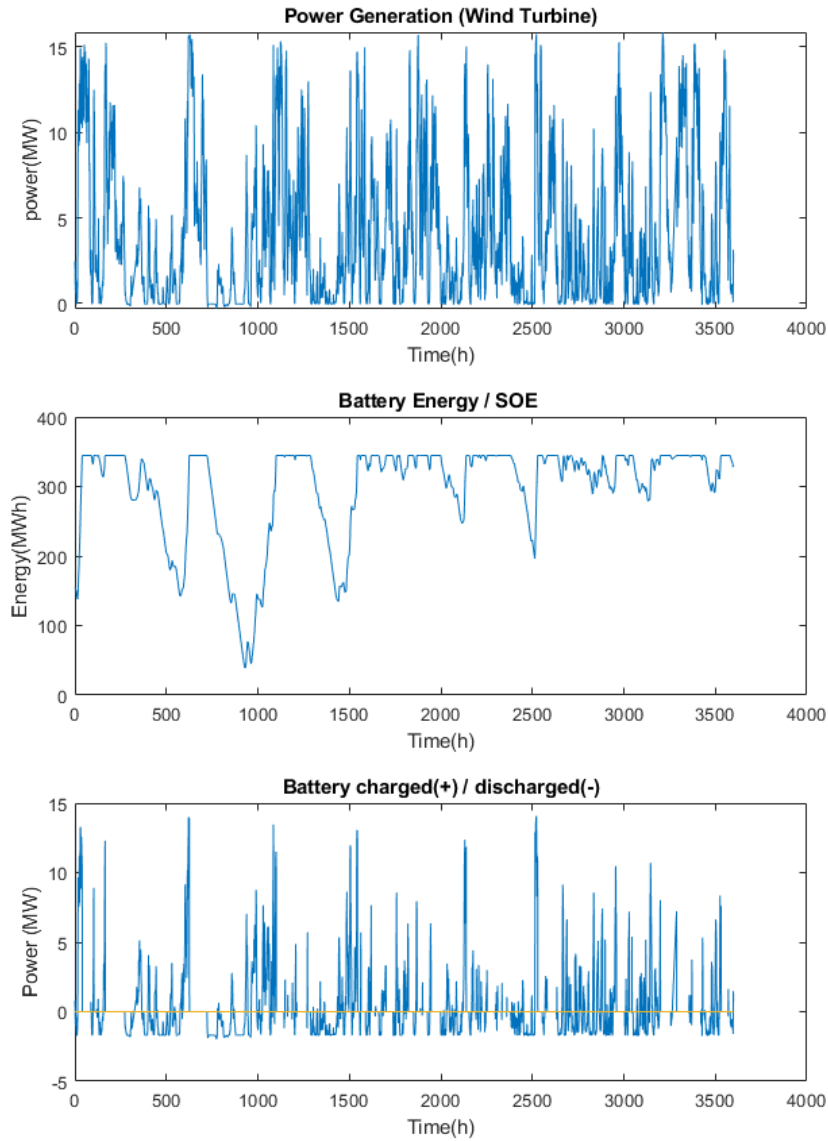 Power Generation (Wind Turbine)
15
10
5
0
power(MW)
0 500 1000 1500 2000 2500 3000 3500 4000
Time(h)
Battery Energy / SOE
400
300
200
100
0
Energy(MWh)
0 500 1000 1500 2000 2500 3000 3500 4000
Time(h)
Battery charged(+) / discharged(-)
15
10
5
0
-5
Power (MW)
0 500 1000 1500 2000 2500 3000 3500 4000
Time(h)